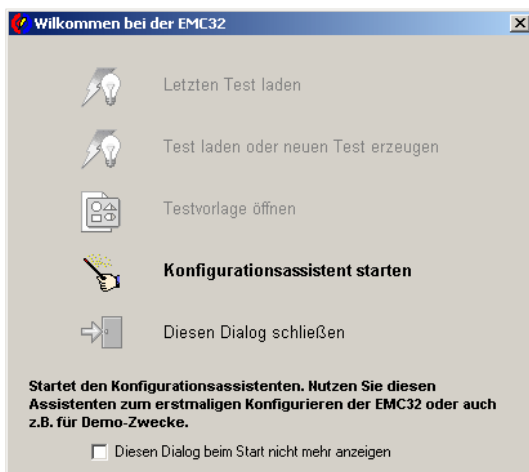 Wilkommen bei der EMC32
Letzten Test laden
Test laden oder neuen Test erzeugen
Testvorlage öffnen
Konfigurationsassistent starten
Diesen Dialog schließen
Startet den Konfigurationsassistenten. Nutzen Sie diesen
Assistenten zum erstmaligen Konfigurieren der EMC32 oder auch
z.B. für Demo-Zwecke.
Diesen Dialog beim Start nicht mehr anzeigen